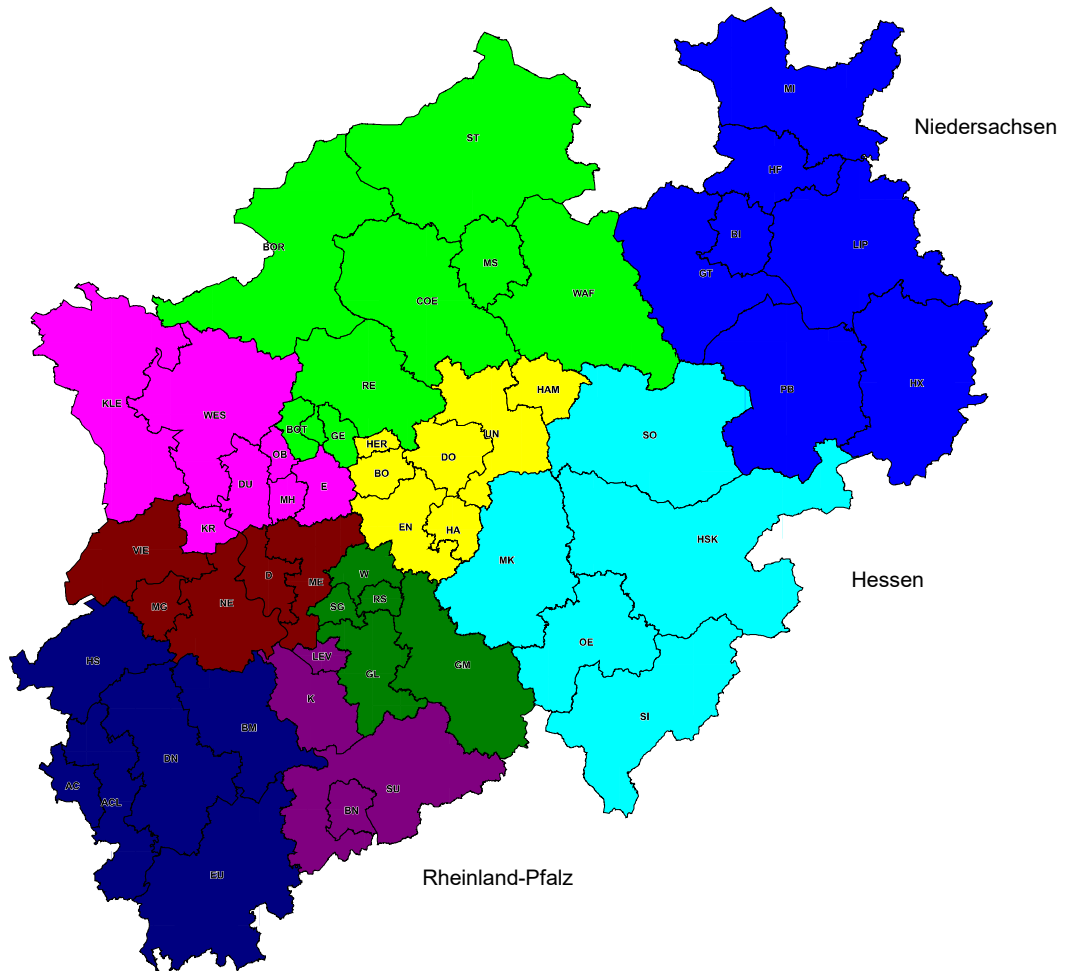 MI
Niedersachsen
ST
HF
BI
LIP
BOR
MS
GT
WAF
COE
RE
HAM
PB
HX
KLE
WES
UN
SO
BOT
GE
HER
DO
OB
BO
DU
E
MH
KR
EN
HA
HSK
VIE
MK
Hessen
D
ME
W
MG
NE
SG
RS
OE
HS
LEV
GL
GM
K
SI
BM
DN
AC
SU
ACL
BN
EU
Rheinland-Pfalz